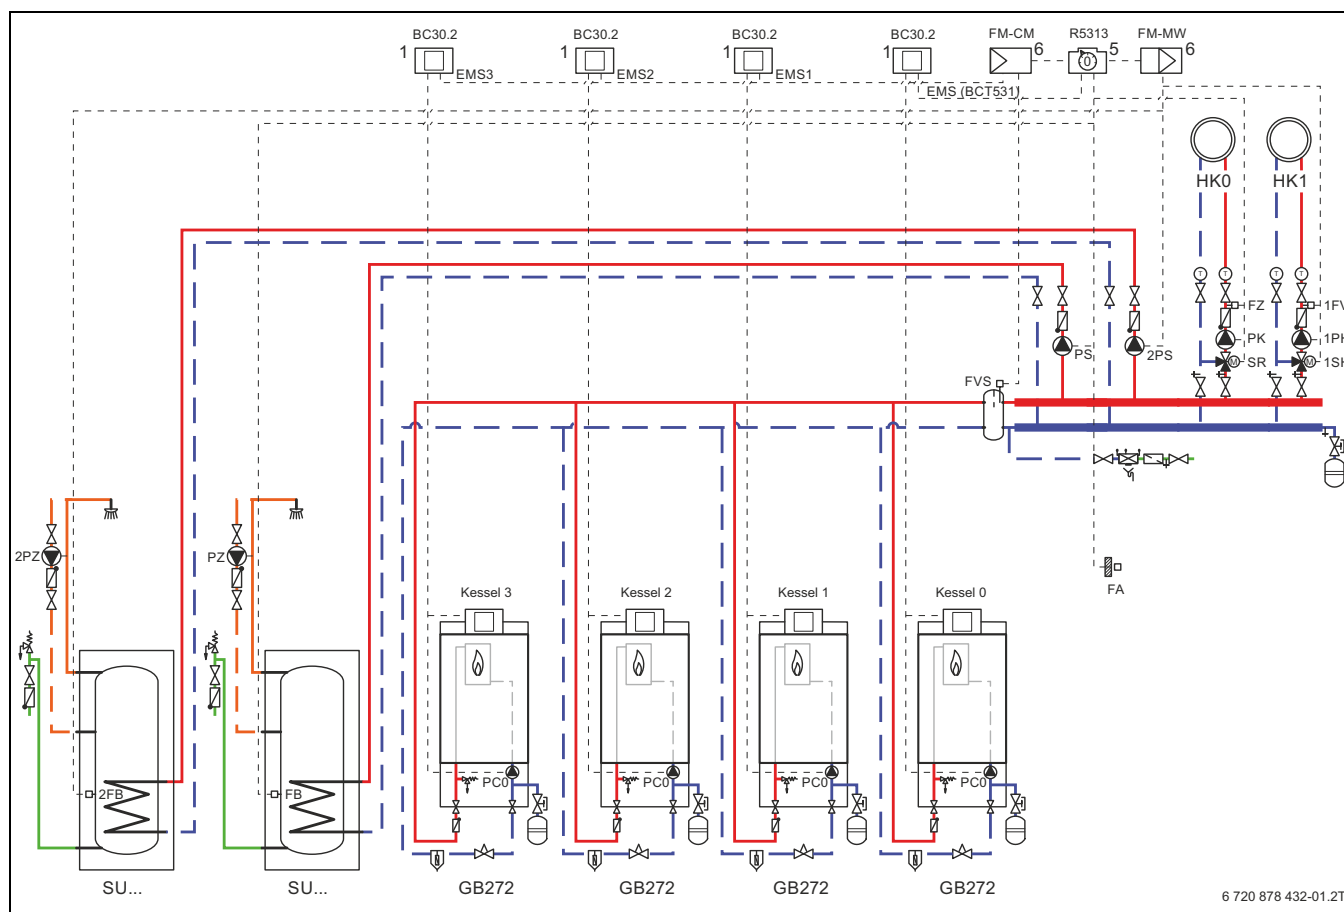 BC30.2 BC30.2 BC30.2 BC30.2 FM-CM R5313 FM-MW
1 1 1 1 6 5 6
EMS3 EMS2 EMS1
EMS (BCT531)
0
HK0 HK1
T T T T
FZ 1FV
PK 1PH
PS 2PS
M SR M 1SH
FVS
2PZ PZ
FA
Kessel 3 Kessel 2 Kessel 1 Kessel 0
PC0 PC0 PC0 PC0
2FB FB
SU... SU... GB272 GB272 GB272 GB272
6 720 878 432-01.2T